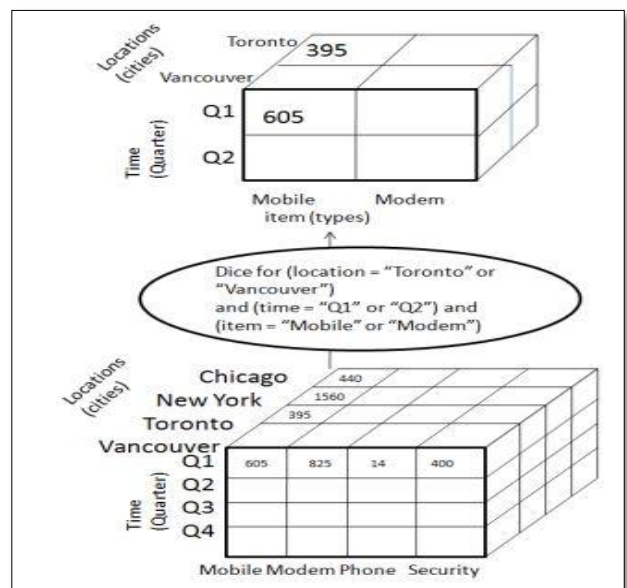 Locations
(cities)
Toronto
395
Vancouver
Q1
605
Q2
Time
(Quarter)
Mobile Modem
item (types)
Dice for (location = "Toronto" or
"Vancouver")
and (time = "Q1" or "Q2") and
(item = "Mobile" or "Modem")
Locations
(cities)
Chicago 440
New York 1560
Toronto 395
Vancouver
Q1 605 825 14 400
Q2
Q3
Q4
Time
(Quarter)
Mobile Modem Phone Security